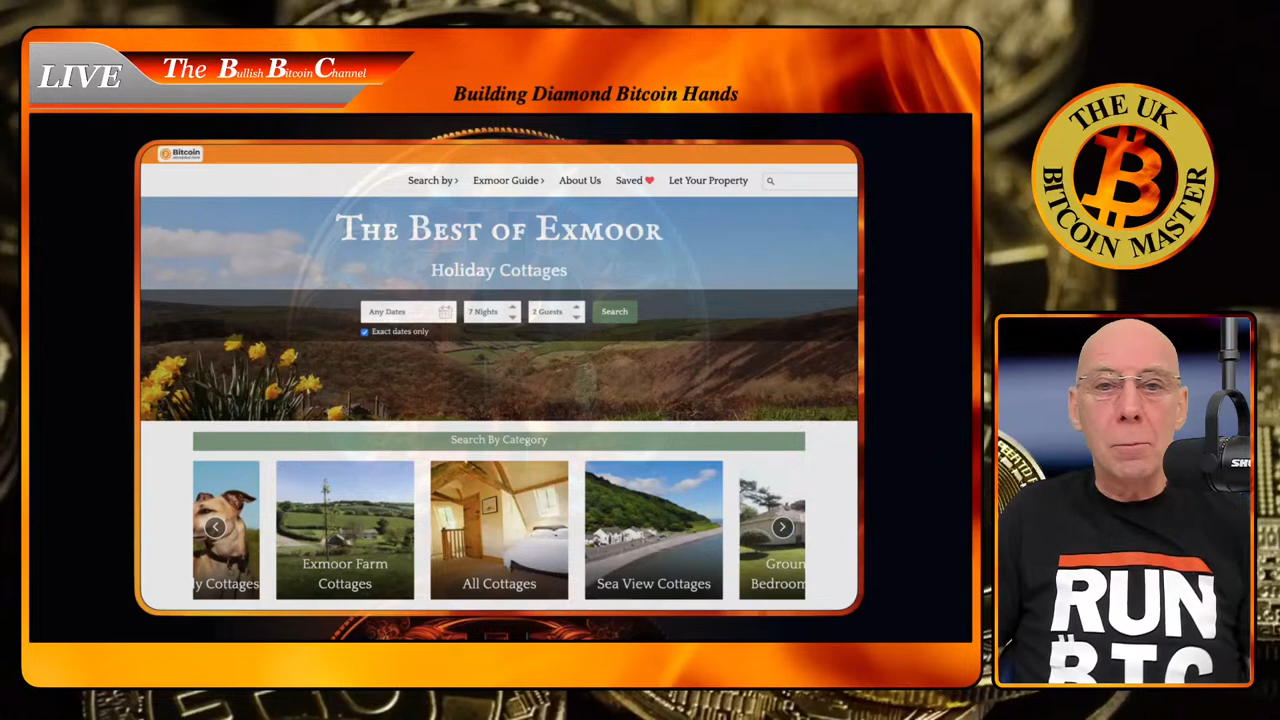 LIVE
The Bullish Bitcoin Channel
Building Diamond Bitcoin Hands
Bitcoin
Search by ›
Exmoor Guide ›
About Us
Saved
Let Your Property
THE BEST OF EXMOOR
Holiday Cottages
Any Dates
7 Nights
2 Guests
Search
Exact dates only
Search By Category
y Cottages
Exmoor Farm
Cottages
All Cottages
Sea View Cottages
Groun
Bedroom
THE UK
BITCOIN MASTER
SH
RUN
BTC